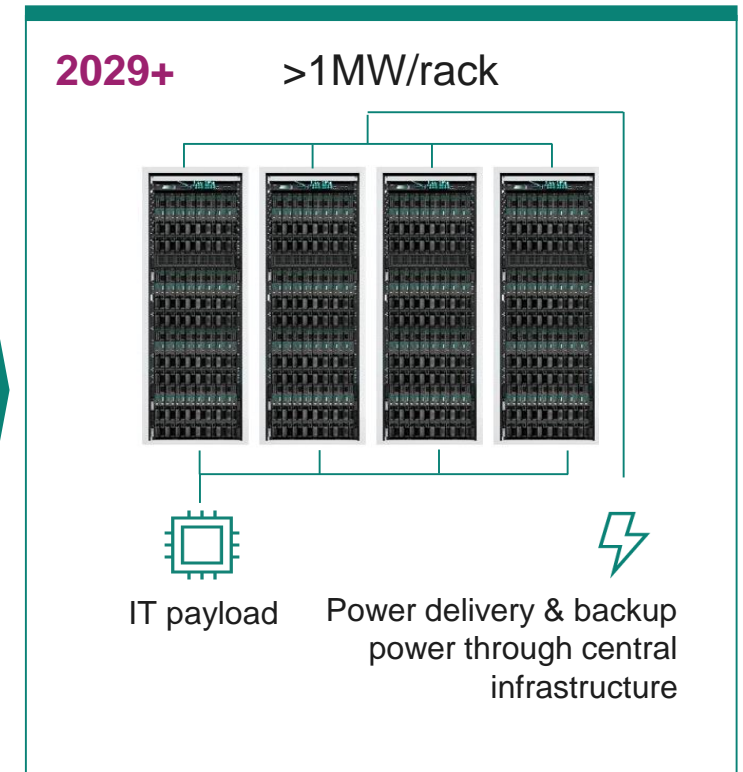 2029+ >1MW/rack
IT payload
Power delivery & backup
power through central
infrastructure